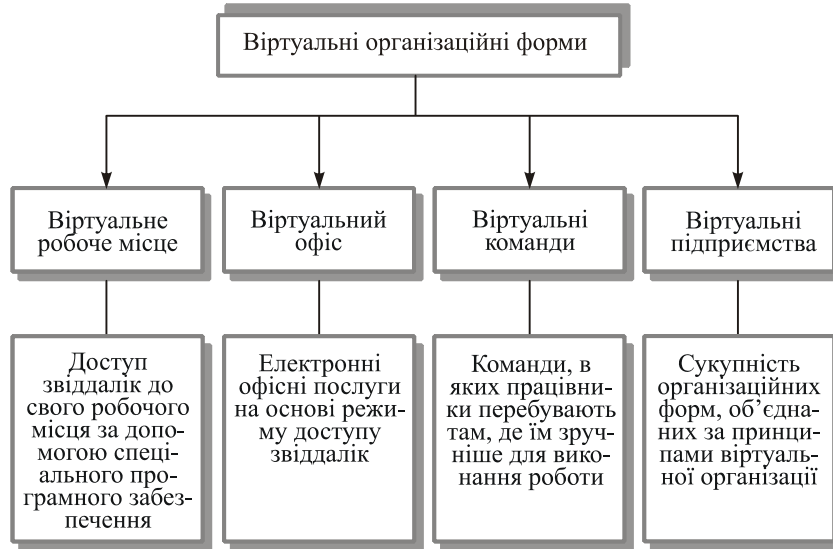 Віртуальні організаційні форми
Віртуальне
робоче місце
Віртуальний
офіс
Віртуальні
команди
Віртуальні
підприємства
Доступ
звіддалік до
свого робочого
місця за допо-
могою спеці-
ального про-
грамного забез-
печення
Електронні
офісні послуги
на основі режи-
му доступу
звіддалік
Команди, в
яких працівни-
ки перебувають
там, де їм зруч-
ніше для вико-
нання роботи
Сукупність
організаційних
форм, об’єдна-
них за принци-
пами віртуаль-
ної організації